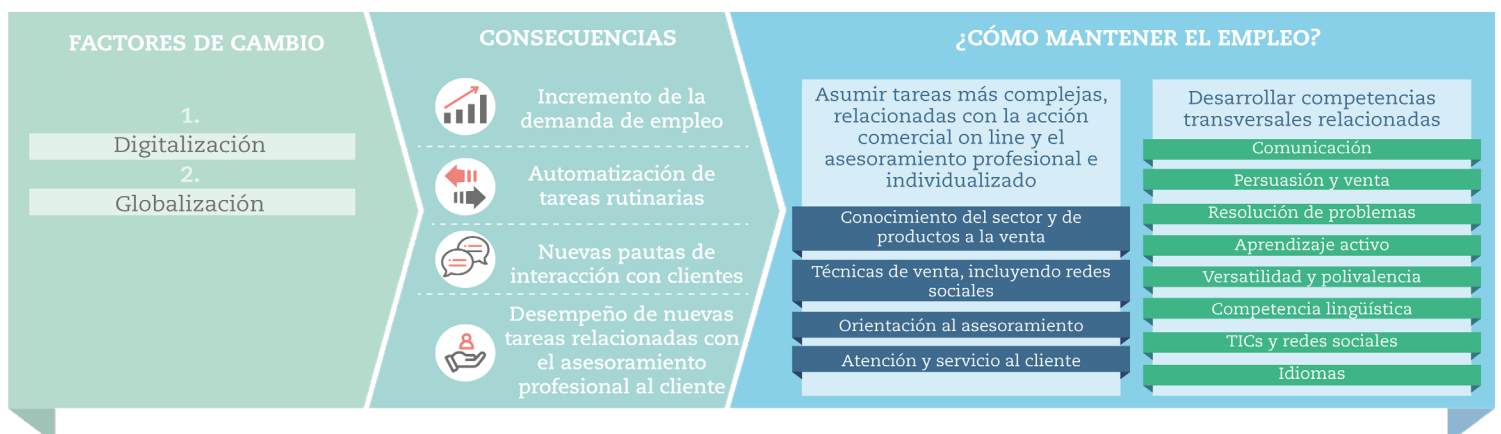 FACTORES DE CAMBIO
1.
Digitalización
2.
Globalización
CONSECUENCIAS
Incremento de la
demanda de empleo
Automatización de
tareas rutinarias
Nuevas pautas de
interacción con clientes
Desempeño de nuevas
tareas relacionadas con
el asesoramiento
profesional al cliente
¿CÓMO MANTENER EL EMPLEO?
Asumir tareas más complejas,
relacionadas con la acción
comercial on line y el
asesoramiento profesional e
individualizado
Conocimiento del sector y de
productos a la venta
Técnicas de venta, incluyendo redes
sociales
Orientación al asesoramiento
Atención y servicio al cliente
Desarrollar competencias
transversales relacionadas
Comunicación
Persuasión y venta
Resolución de problemas
Aprendizaje activo
Versatilidad y polivalencia
Competencia lingüística
TICs y redes sociales
Idiomas